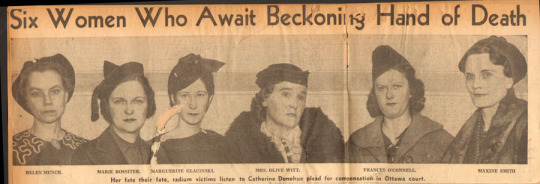 Six Women Who Await Beckoning Hand of Death
HELEN MUNCH. MARIE ROSSITER. MARGUERITE GLACINSKI. MRS. OLIVE WITT. FRANCES O'CONNELL. MAXINE SMITH
Her fate their fate, radium victims listen to Catherine Donohue plead for compensation in Ottawa court.